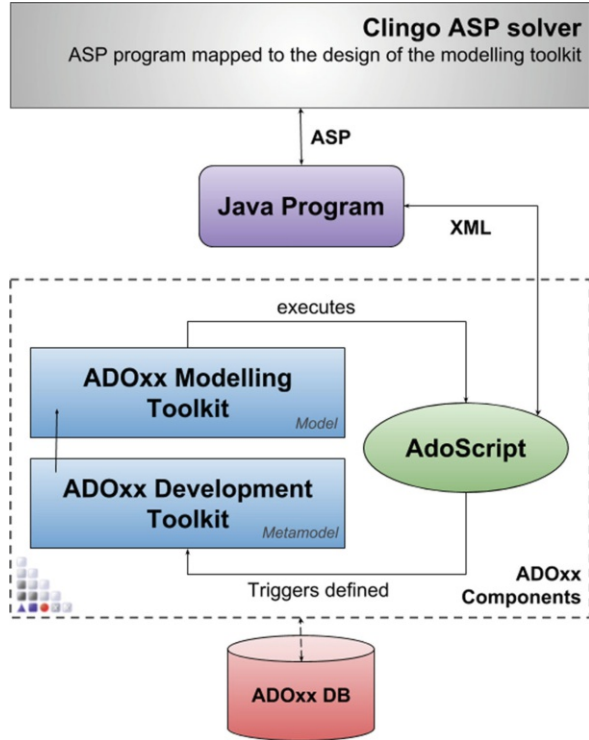 Clingo ASP solver
ASP program mapped to the design of the modelling toolkit
ASP
Java Program
XML
executes
ADOxx Modelling
Toolkit
Model
AdoScript
ADOxx Development
Toolkit
Metamodel
Triggers defined
ADOxx
Components
ADOxx DB